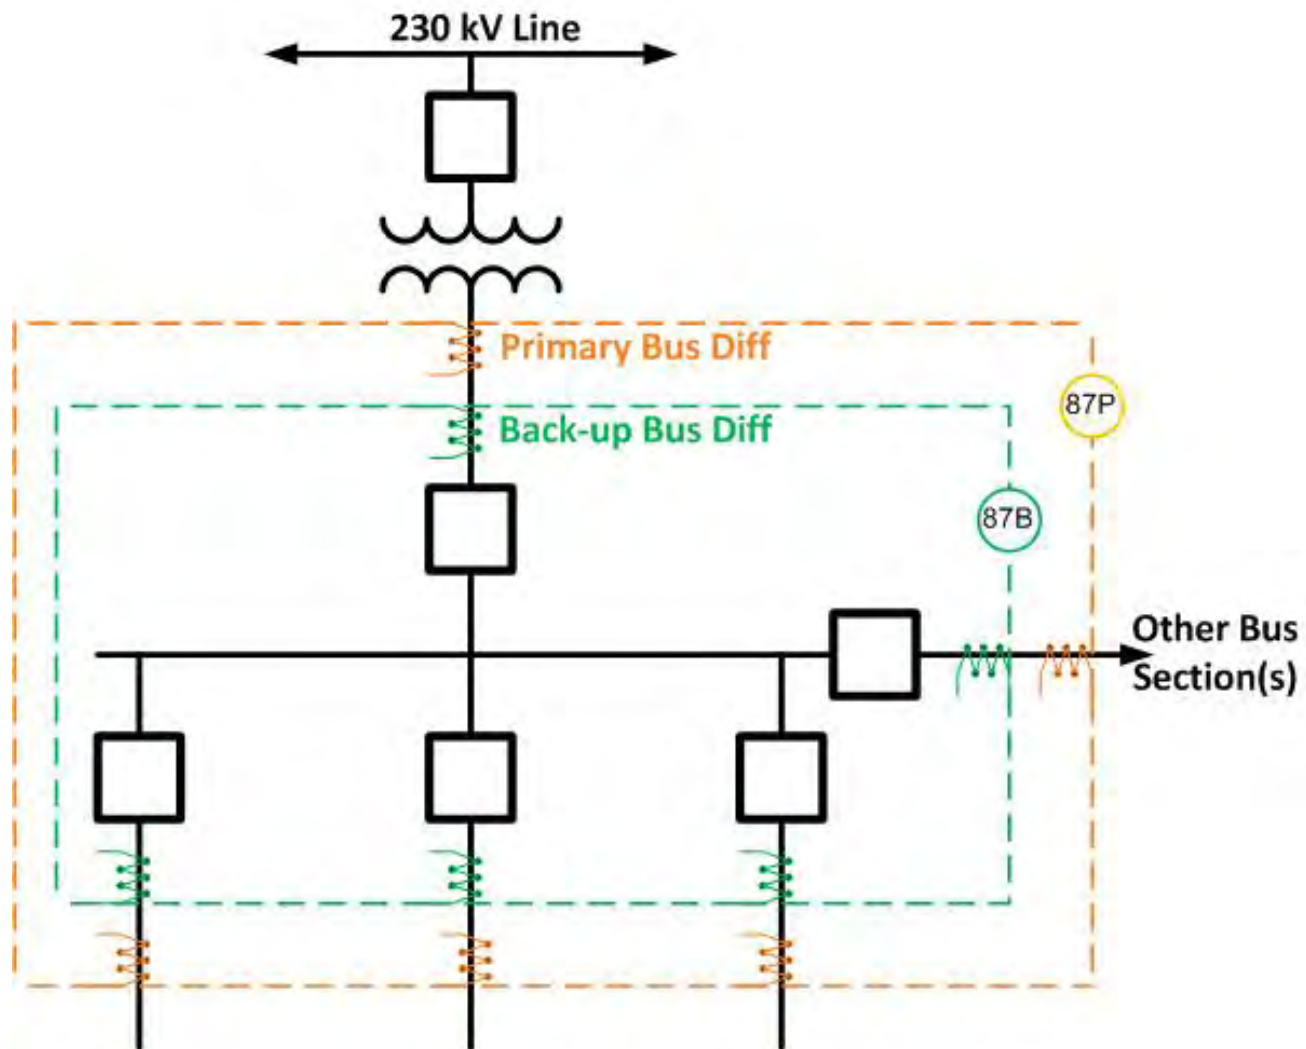 230 kV Line
Primary Bus Diff
87P
Back-up Bus Diff
87B
Other Bus
Section(s)